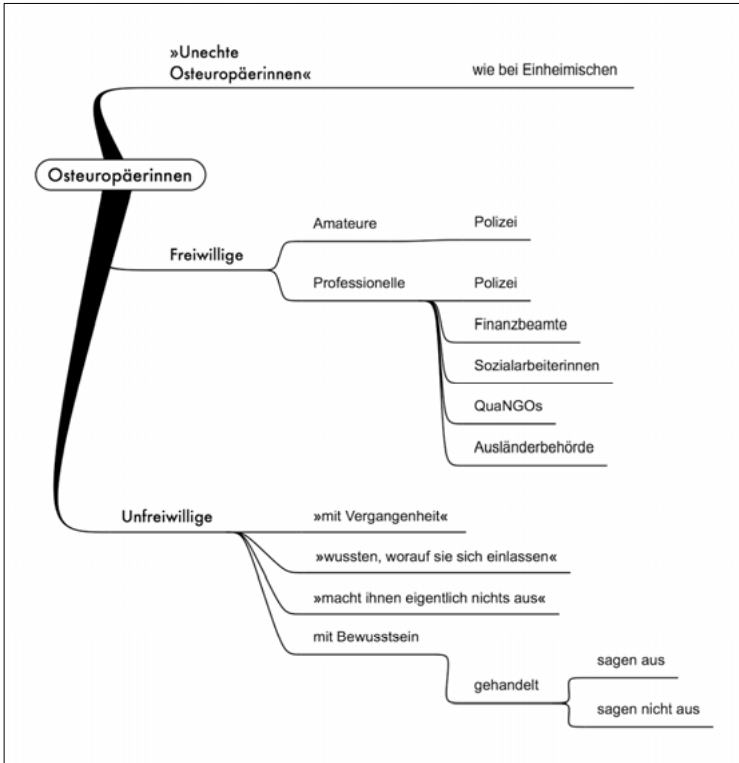 »Unechte
Osteuropäerinnen«
wie bei Einheimischen
Osteuropäerinnen
Freiwillige
Amateure
Polizei
Professionelle
Polizei
Finanzbeamte
Sozialarbeiterinnen
QuaNGOs
Ausländerbehörde
Unfreiwillige
»mit Vergangenheit«
»wussten, worauf sie sich einlassen«
»macht ihnen eigentlich nichts aus«
mit Bewusstsein
gehandelt
sagen aus
sagen nicht aus